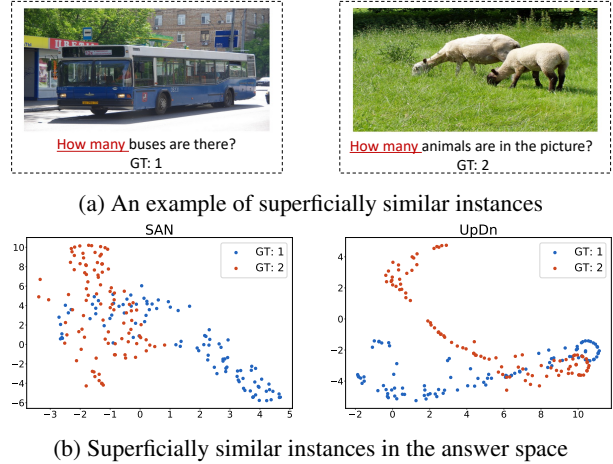 How many buses are there?
GT: 1
How many animals are in the picture?
GT: 2
(a) An example of superficially similar instances
SAN
GT: 1
GT: 2
10
8
6
4
2
0
−2
−4
−6
−3 −2 −1 0 1 2 3 4 5
UpDn
GT: 1
GT: 2
4
2
0
−2
−4
−2 0 2 4 6 8 10
(b) Superficially similar instances in the answer space